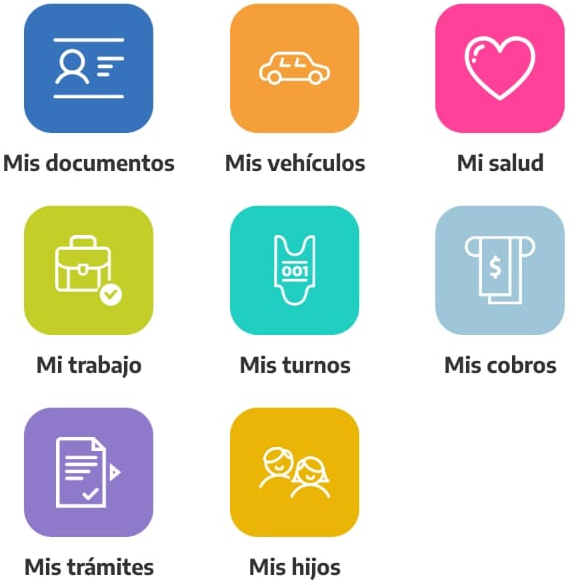 Mis documentos
Mis vehículos
Mi salud
001
$
Mi trabajo
Mis turnos
Mis cobros
Mis trámites
Mis hijos